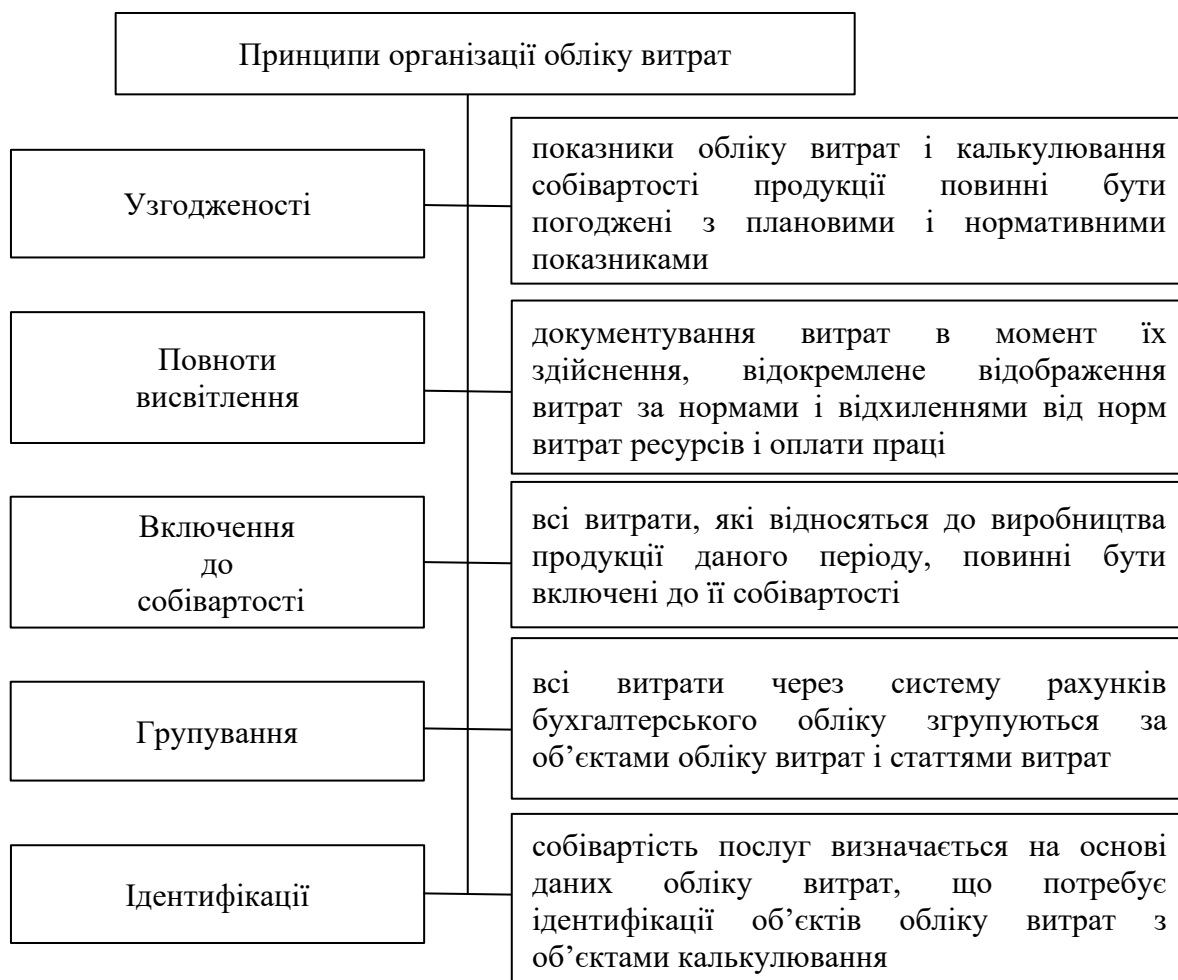 Принципи організації обліку витрат
Узгодженості
показники обліку витрат і калькулювання
собівартості продукції повинні бути
погоджені з плановими і нормативними
показниками
Повноти
висвітлення
документування витрат в момент їх
здійснення, відокремлене відображення
витрат за нормами і відхиленнями від норм
витрат ресурсів і оплати праці
Включення
до
собівартості
всі витрати, які відносяться до виробництва
продукції даного періоду, повинні бути
включені до її собівартості
Групування
всі витрати через систему рахунків
бухгалтерського обліку згрупуються за
об’єктами обліку витрат і статтями витрат
Ідентифікації
собівартість послуг визначається на основі
даних обліку витрат, що потребує
ідентифікації об’єктів обліку витрат з
об’єктами калькулювання